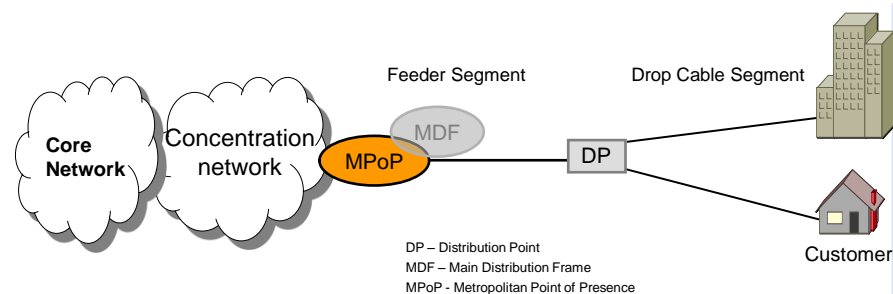 Feeder Segment
Drop Cable Segment
Core
Network
Concentration
network
MDF
MPoP
DP
Customer
DP – Distribution Point
MDF – Main Distribution Frame
MPoP - Metropolitan Point of Presence